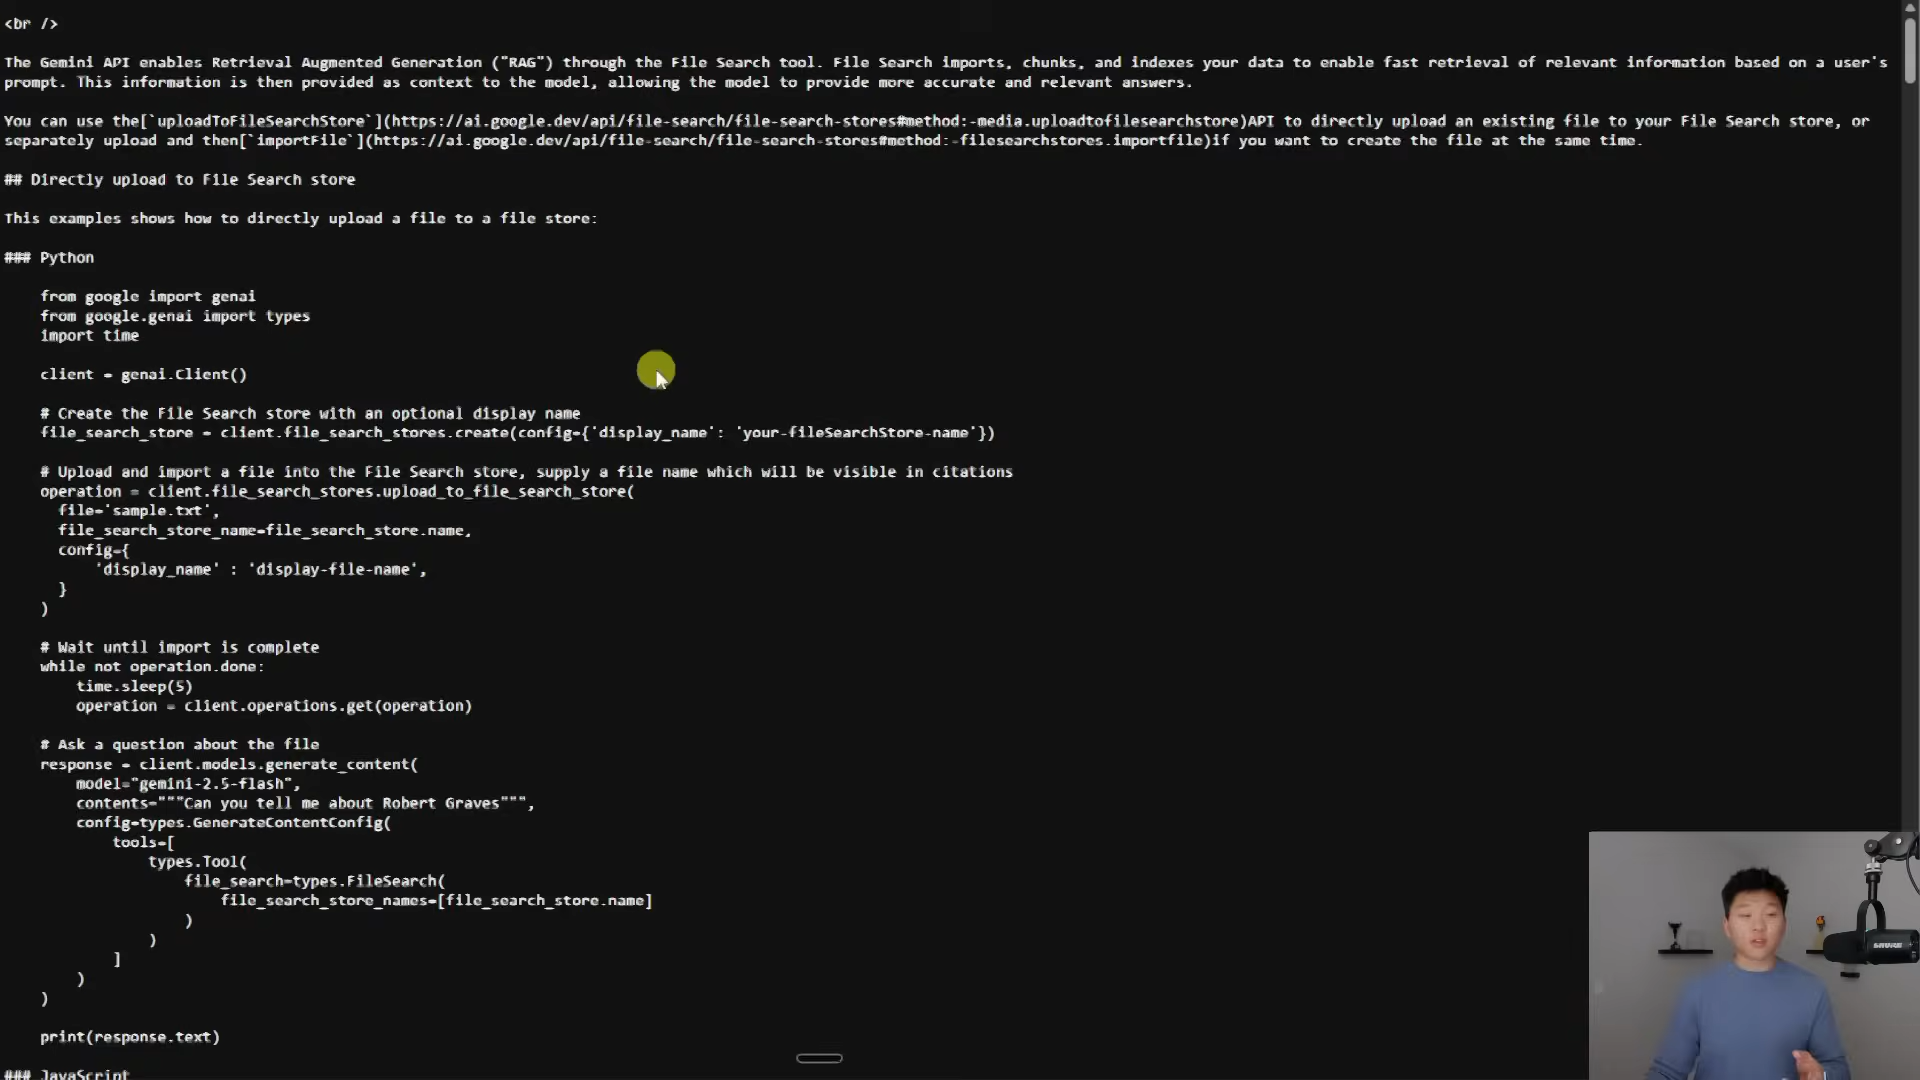 <br />
The Gemini API enables Retrieval Augmented Generation ("RAG") through the File Search tool. File Search imports, chunks, and indexes your data to enable fast retrieval of relevant information based on a user's
prompt. This information is then provided as context to the model, allowing the model to provide more accurate and relevant answers.
You can use the[`uploadToFileSearchStore`](https://ai.google.dev/api/file-search/file-search-stores#method:-media.uploadtofilesearchstore)API to directly upload an existing file to your File Search store, or
separately upload and then[`importFile`](https://ai.google.dev/api/file-search/file-search-stores#method:-filesearchstores.importfile)if you want to create the file at the same time.
## Directly upload to File Search store
This examples shows how to directly upload a file to a file store:
### Python
from google import genai
from google.genai import types
import time
client = genai.Client()
# Create the File Search store with an optional display name
file_search_store = client.file_search_stores.create(config={'display_name': 'your-fileSearchStore-name'})
# Upload and import a file into the File Search store, supply a file name which will be visible in citations
operation = client.file_search_stores.upload_to_file_search_store(
file='sample.txt',
file_search_store_name=file_search_store.name,
config={
'display_name' : 'display-file-name',
}
)
# Wait until import is complete
while not operation.done:
time.sleep(5)
operation = client.operations.get(operation)
# Ask a question about the file
response = client.models.generate_content(
model="gemini-2.5-flash",
contents="""Can you tell me about Robert Graves""",
config=types.GenerateContentConfig(
tools=[
types.Tool(
file_search=types.FileSearch(
file_search_store_names=[file_search_store.name]
)
)
]
)
)
print(response.text)
### JavaScript
SHURE